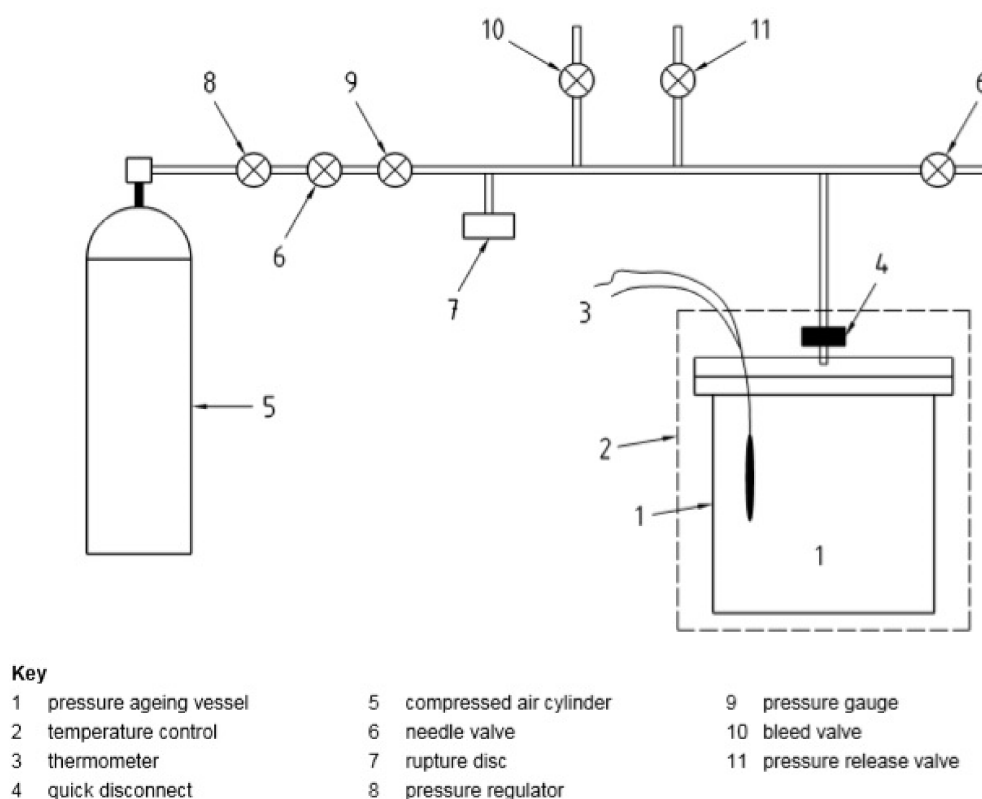 10 11
8 9 6
6
7
3 4
5
2
1
1
Key
1 pressure ageing vessel 5 compressed air cylinder 9 pressure gauge
2 temperature control 6 needle valve 10 bleed valve
3 thermometer 7 rupture disc 11 pressure release valve
4 quick disconnect 8 pressure regulator